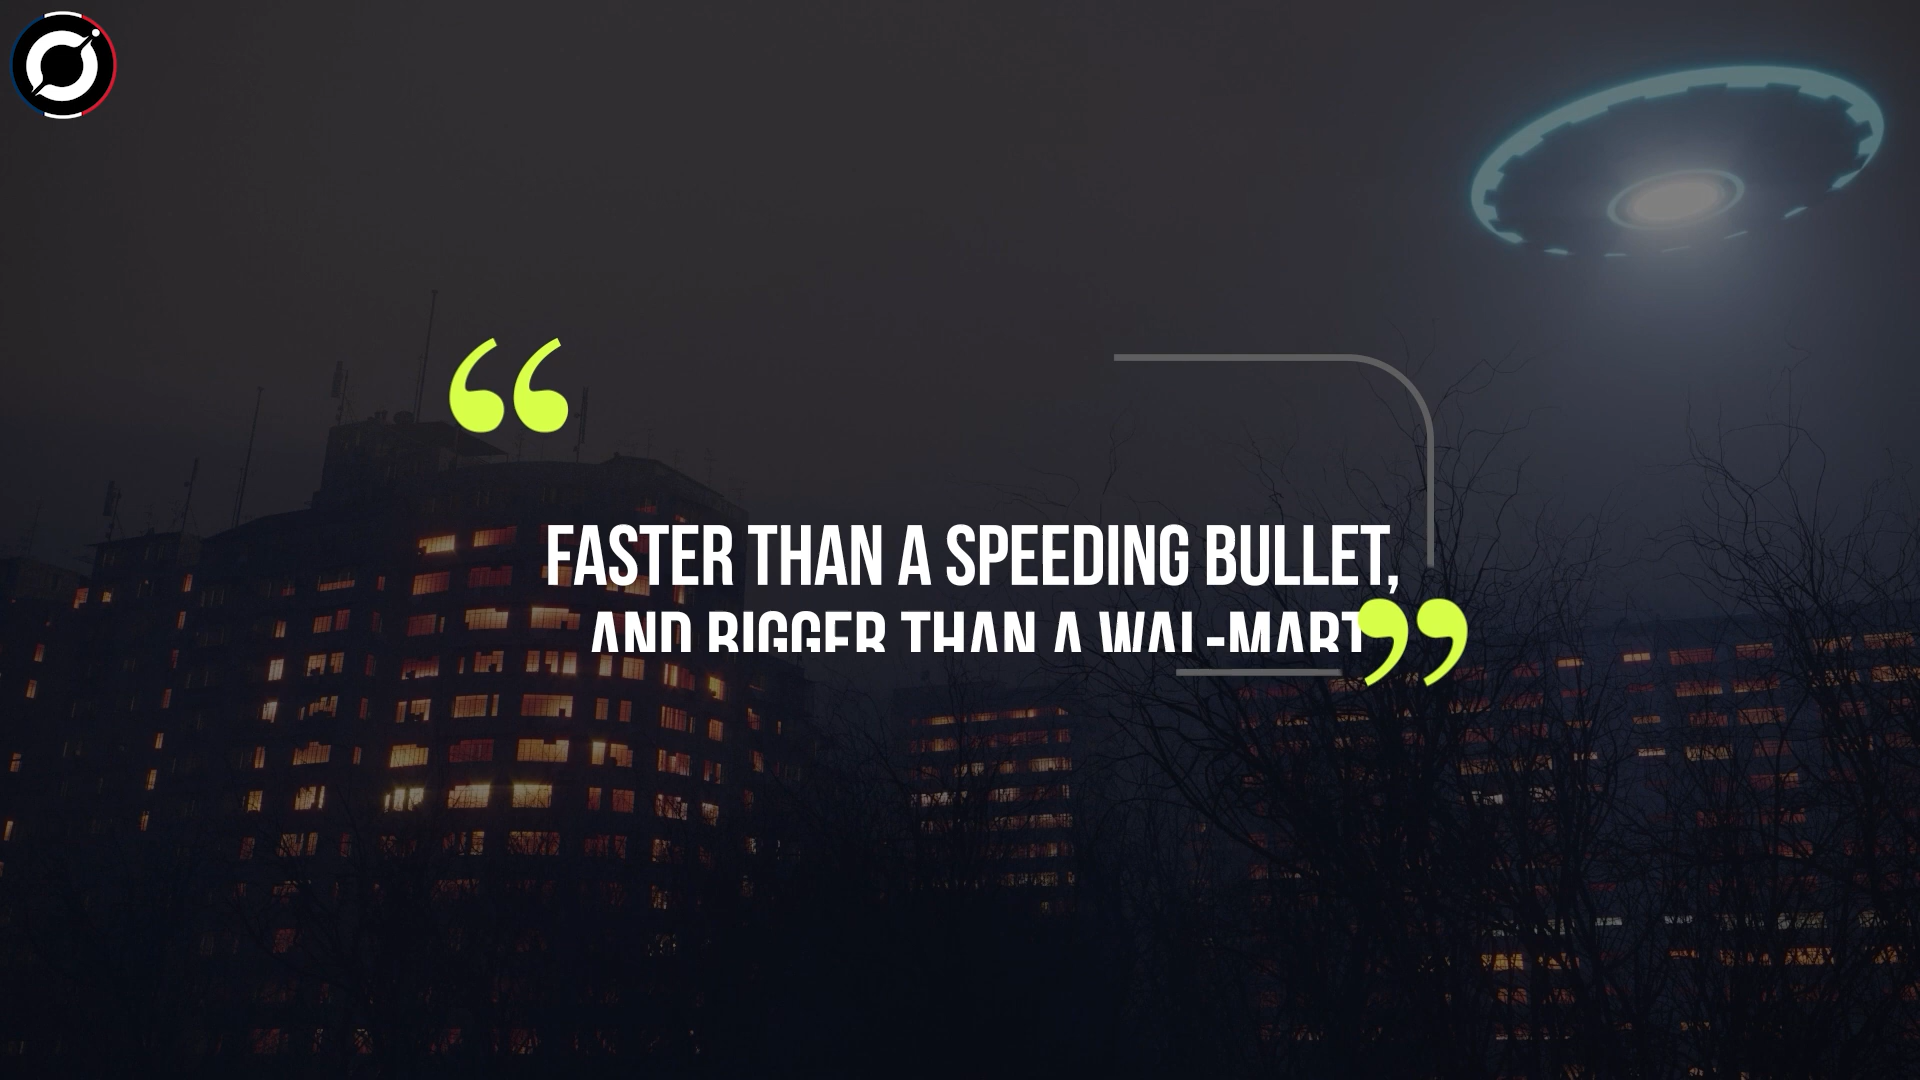 “
FASTER THAN A SPEEDING BULLET,
AND BIGGER THAN A WAL-MART
”